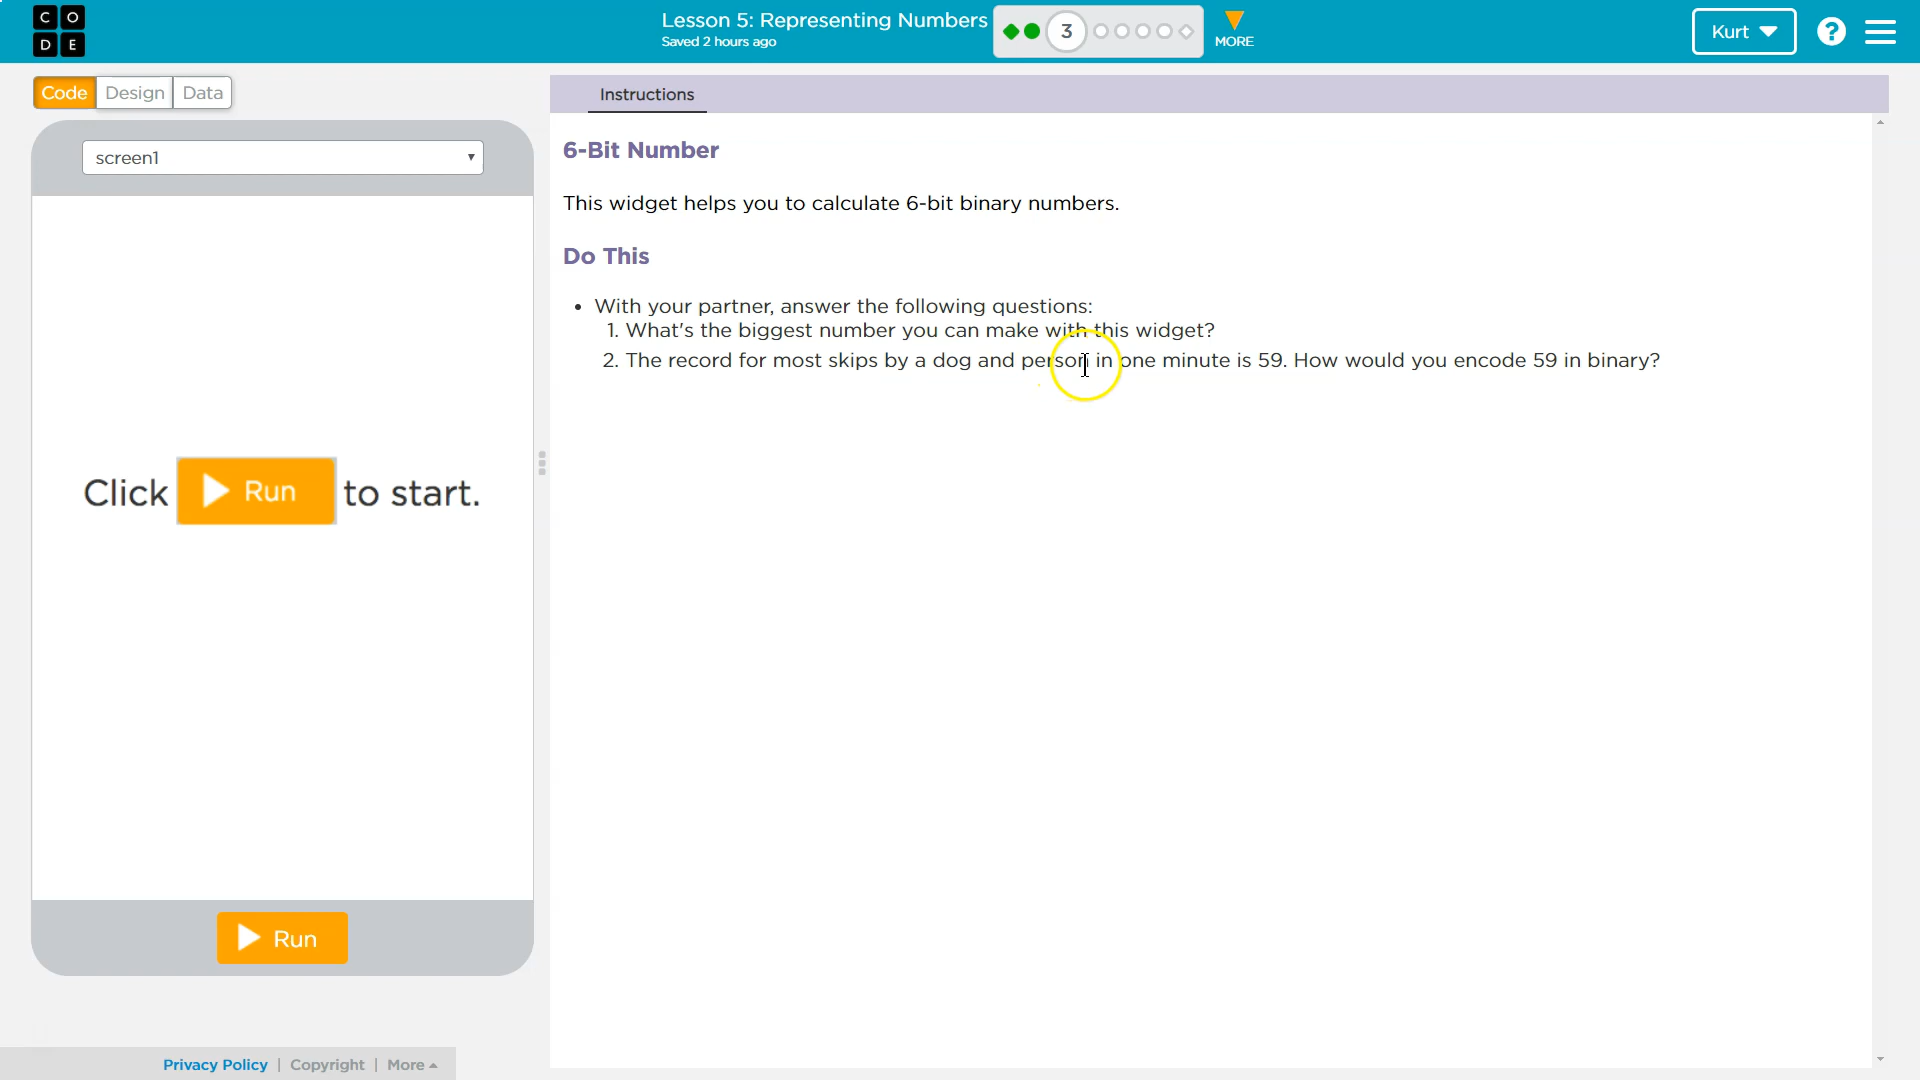 C O
D E
Lesson 5: Representing Numbers
Saved 2 hours ago
3
MORE
Kurt
?
Code Design Data
screen1
Click Run to start.
Run
Instructions
6-Bit Number
This widget helps you to calculate 6-bit binary numbers.
Do This
• With your partner, answer the following questions:
1. What's the biggest number you can make with this widget?
2. The record for most skips by a dog and person in one minute is 59. How would you encode 59 in binary?
Privacy Policy | Copyright | More